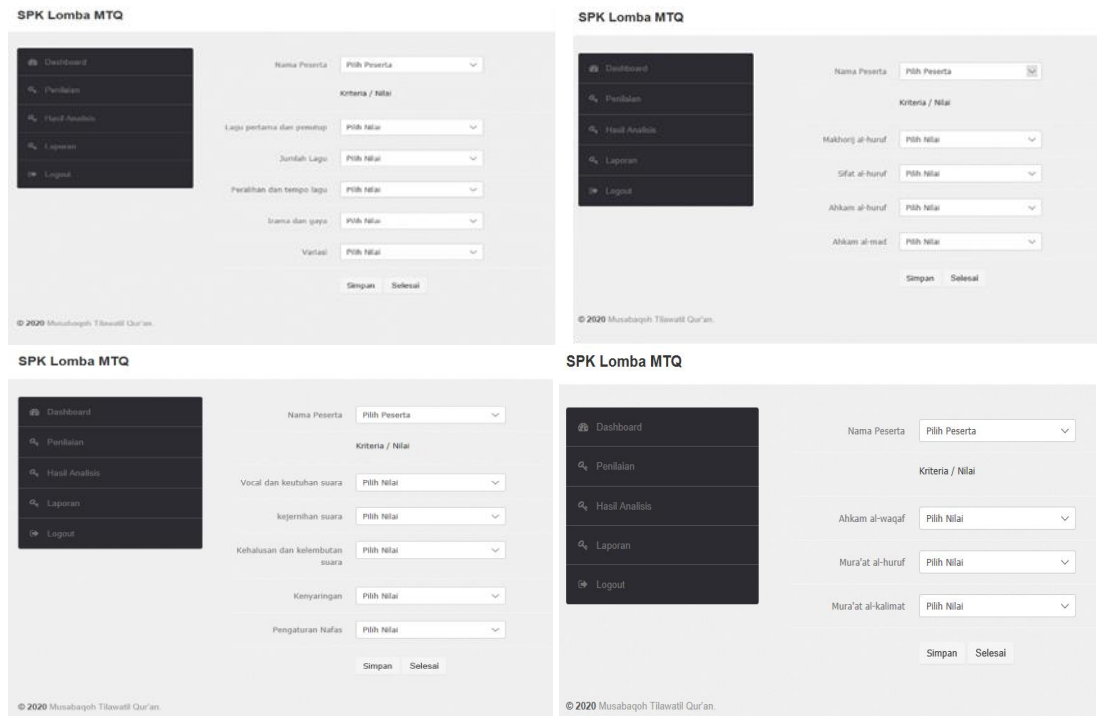 SPK Lomba MTQ
Dashboard
Penilaian
Hasil Analisis
Laporan
Logout
Nama Peserta Pilih Peserta
Kriteria / Nilai
Lagu pertama dan penutup Pilih Nilai
Jumlah Lagu Pilih Nilai
Peralihan dan tempo lagu Pilih Nilai
Irama dan gaya Pilih Nilai
Variasi Pilih Nilai
Simpan Selesai
© 2020 Musabaqoh Tilawatil Qur'an.
SPK Lomba MTQ
Dashboard
Penilaian
Hasil Analisis
Laporan
Logout
Nama Peserta Pilih Peserta
Kriteria / Nilai
Makhorij al-huruf Pilih Nilai
Sifat al-huruf Pilih Nilai
Ahkam al-huruf Pilih Nilai
Ahkam al-mad Pilih Nilai
Simpan Selesai
© 2020 Musabaqoh Tilawatil Qur'an.
SPK Lomba MTQ
Dashboard
Penilaian
Hasil Analisis
Laporan
Logout
Nama Peserta Pilih Peserta
Kriteria / Nilai
Vocal dan keutuhan suara Pilih Nilai
kejernihan suara Pilih Nilai
Kehalusan dan kelembutan Pilih Nilai
suara
Kenyaringan Pilih Nilai
Pengaturan Nafas Pilih Nilai
Simpan Selesai
© 2020 Musabaqoh Tilawatil Qur'an.
SPK Lomba MTQ
Dashboard
Penilaian
Hasil Analisis
Laporan
Logout
Nama Peserta Pilih Peserta
Kriteria / Nilai
Ahkam al-waqaf Pilih Nilai
Mura'at al-huruf Pilih Nilai
Mura'at al-kalimat Pilih Nilai
Simpan Selesai
© 2020 Musabaqoh Tilawatil Qur'an.